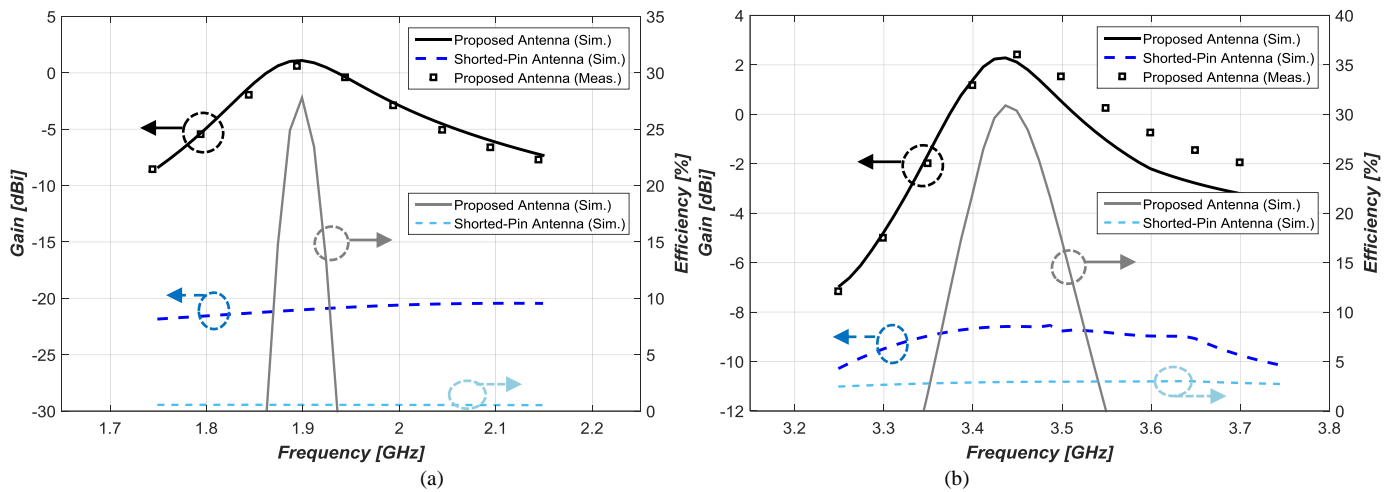 5
0
-5
-10
-15
-20
-25
-30
Gain [dBi]
35
30
25
20
15
10
5
0
Efficiency [%]
Proposed Antenna (Sim.)
Shorted-Pin Antenna (Sim.)
Proposed Antenna (Meas.)
Proposed Antenna (Sim.)
Shorted-Pin Antenna (Sim.)
1.7 1.8 1.9 2 2.1 2.2
Frequency [GHz]
(a)
4
2
0
-2
-4
-6
-8
-10
-12
Gain [dBi]
40
35
30
25
20
15
10
5
0
Efficiency [%]
Proposed Antenna (Sim.)
Shorted-Pin Antenna (Sim.)
Proposed Antenna (Meas.)
Proposed Antenna (Sim.)
Shorted-Pin Antenna (Sim.)
3.2 3.3 3.4 3.5 3.6 3.7 3.8
Frequency [GHz]
(b)